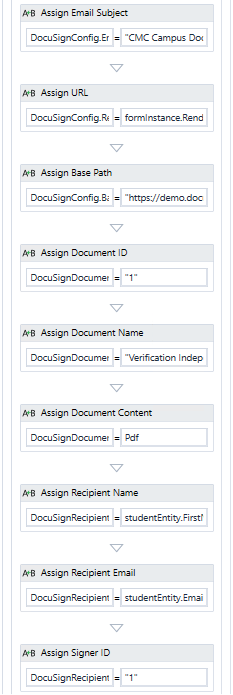 A+B Assign Email Subject
DocuSignConfig.Er = "CMC Campus Doc
A+B Assign URL
DocuSignConfig.Re = formInstance.Rend
A+B Assign Base Path
DocuSignConfig.Ba = "https://demo.doc
A+B Assign Document ID
DocuSignDocumer = "1"
A+B Assign Document Name
DocuSignDocumer = "Verification Indep
A+B Assign Document Content
DocuSignDocumer = Pdf
A+B Assign Recipient Name
DocuSignRecipient = studentEntity.FirstN
A+B Assign Recipient Email
DocuSignRecipient = studentEntity.Emai
A+B Assign Signer ID
DocuSignRecipient = "1"